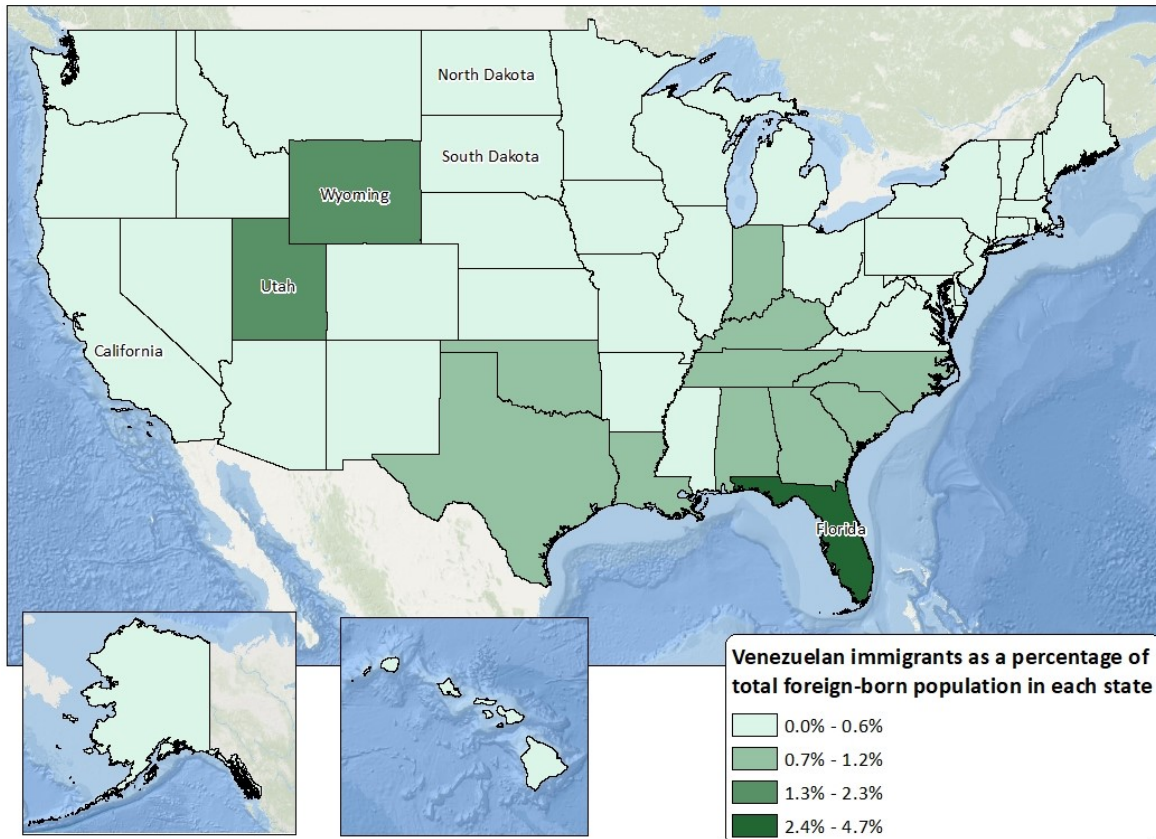 North Dakota
South Dakota
Wyoming
Utah
California
Florida
Venezuelan immigrants as a percentage of
total foreign-born population in each state
0.0% - 0.6%
0.7% - 1.2%
1.3% - 2.3%
2.4% - 4.7%